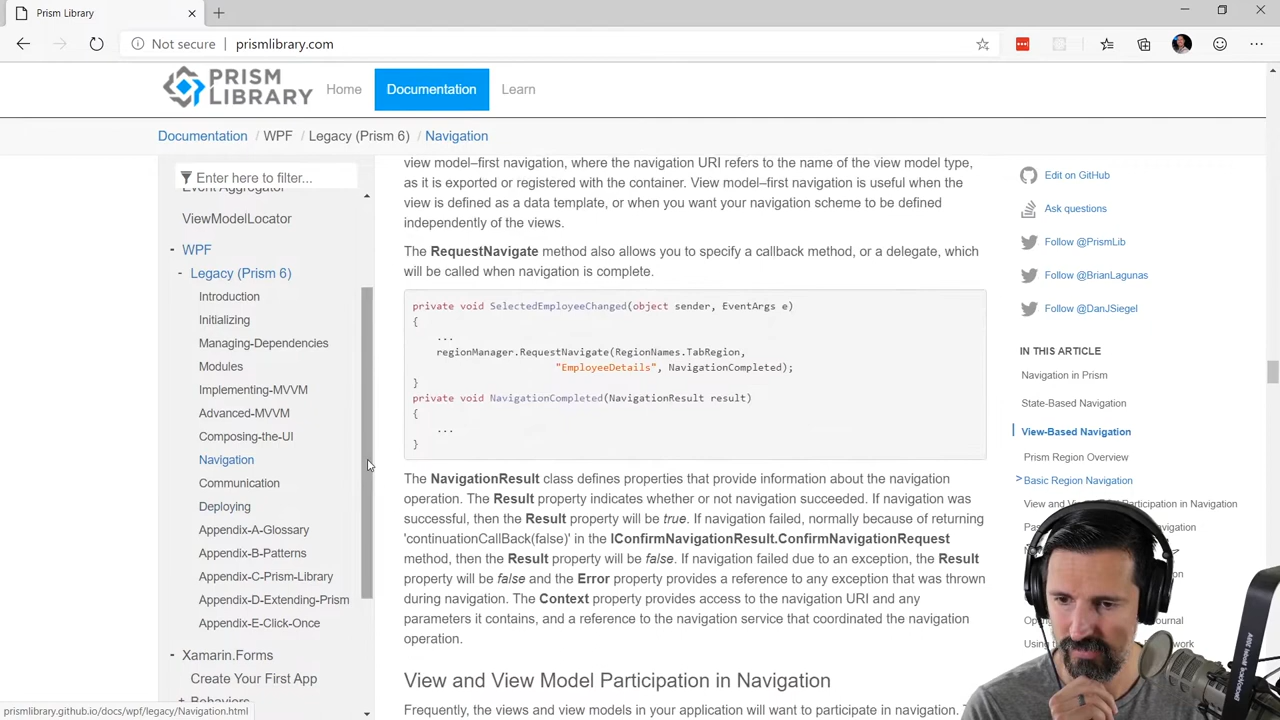 Prism Library
Not secure
prismlibrary.com
PRISM
LIBRARY
Home
Documentation
Learn
Documentation / WPF / Legacy (Prism 6) / Navigation
Enter here to filter...
Event Aggregator
ViewModelLocator
WPF
Legacy (Prism 6)
Introduction
Initializing
Managing-Dependencies
Modules
Implementing-MVVM
Advanced-MVVM
Composing-the-UI
Navigation
Communication
Deploying
Appendix-A-Glossary
Appendix-B-Patterns
Appendix-C-Prism-Library
Appendix-D-Extending-Prism
Appendix-E-Click-Once
Xamarin.Forms
Create Your First App
Behaviors
prismlibrary.github.io/docs/wpf/legacy/Navigation.html
view model–first navigation, where the navigation URI refers to the name of the view model type,
as it is exported or registered with the container. View model–first navigation is useful when the
view is defined as a data template, or when you want your navigation scheme to be defined
independently of the views.
The RequestNavigate method also allows you to specify a callback method, or a delegate, which
will be called when navigation is complete.
private void SelectedEmployeeChanged(object sender, EventArgs e)
{
...
regionManager.RequestNavigate(RegionNames.TabRegion,
"EmployeeDetails", NavigationCompleted);
}
private void NavigationCompleted(NavigationResult result)
{
...
}
The NavigationResult class defines properties that provide information about the navigation
operation. The Result property indicates whether or not navigation succeeded. If navigation was
successful, then the Result property will be true. If navigation failed, normally because of returning
'continuationCallBack(false)' in the IConfirmNavigationResult.ConfirmNavigationRequest
method, then the Result property will be false. If navigation failed due to an exception, the Result
property will be false and the Error property provides a reference to any exception that was thrown
during navigation. The Context property provides access to the navigation URI and any
parameters it contains, and a reference to the navigation service that coordinated the navigation
operation.
View and View Model Participation in Navigation
Frequently, the views and view models in your application will want to participate in navigation.
Edit on GitHub
Ask questions
Follow @PrismLib
Follow @BrianLagunas
Follow @DanJSiegel
IN THIS ARTICLE
Navigation in Prism
State-Based Navigation
View-Based Navigation
Prism Region Overview
> Basic Region Navigation
View and View Model Participation in Navigation
Navigation
Journal